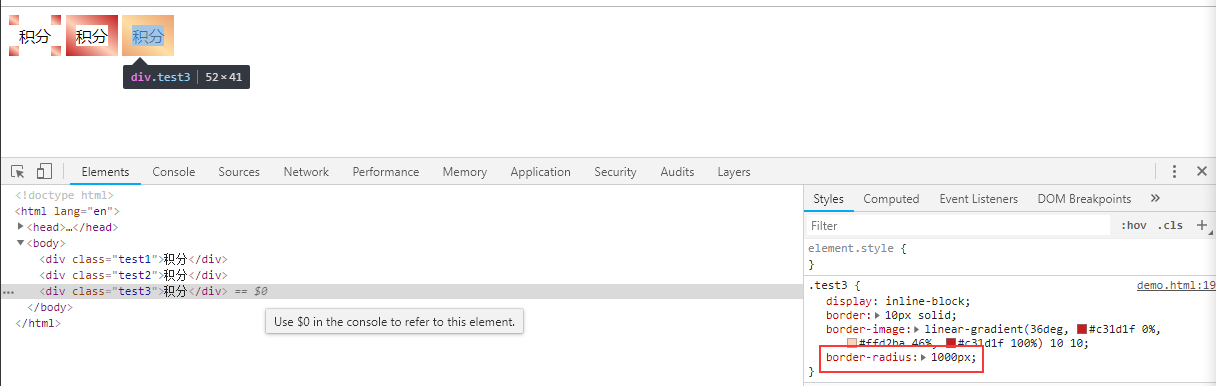 积分 积分 积分
div.test3 | 52×41
Elements Console Sources Network Performance Memory Application Security Audits Layers
<!doctype html>
<html lang="en">
<head>…</head>
<body>
<div class="test1">积分</div>
<div class="test2">积分</div>
<div class="test3">积分</div> == $0
</body>
</html>
Use $0 in the console to refer to this element.
Styles Computed Event Listeners DOM Breakpoints »
Filter :hov .cls +
element.style {
}
.test3 { demo.html:19
display: inline-block;
border: 10px solid;
border-image: linear-gradient(36deg, #c31d1f 0%,
#ffd2ba 46%, #c31d1f 100%) 10 10;
border-radius: 1000px;
}